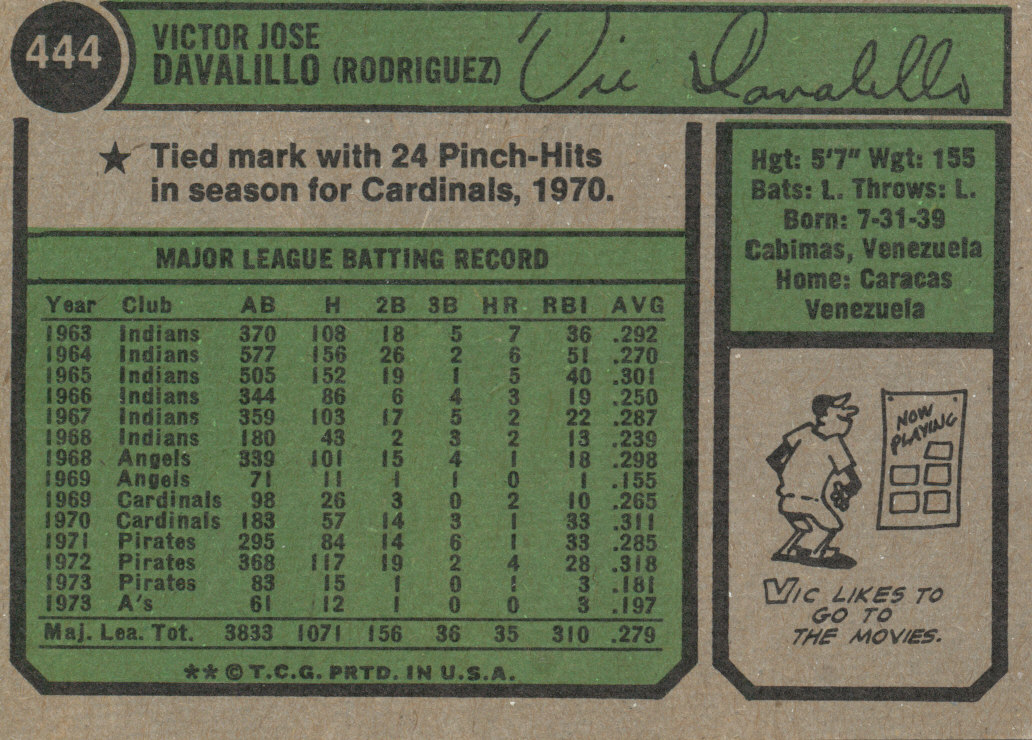 444
VICTOR JOSE
DAVALILLO (RODRIGUEZ)
Vic Davalillo
★ Tied mark with 24 Pinch-Hits
in season for Cardinals, 1970.
MAJOR LEAGUE BATTING RECORD
Year Club AB H 2B 3B HR RBI AVG
1963 Indians 370 108 18 5 7 36 .292
1964 Indians 577 156 26 2 6 51 .270
1965 Indians 505 152 19 1 5 40 .301
1966 Indians 344 86 6 4 3 19 .250
1967 Indians 359 103 17 5 2 22 .287
1968 Indians 180 43 2 3 2 13 .239
1968 Angels 339 101 15 4 1 18 .298
1969 Angels 71 11 1 1 0 1 .155
1969 Cardinals 98 26 3 0 2 10 .265
1970 Cardinals 183 57 14 3 1 33 .311
1971 Pirates 295 84 14 6 1 33 .285
1972 Pirates 368 117 19 2 4 28 .318
1973 Pirates 83 15 1 0 1 3 .181
1973 A's 61 12 1 0 0 3 .197
Maj. Lea. Tot. 3833 1071 156 36 35 310 .279
** © T.C.G. PRTD. IN U.S.A.
Hgt: 5'7" Wgt: 155
Bats: L. Throws: L.
Born: 7-31-39
Cabimas, Venezuela
Home: Caracas
Venezuela
NOW
PLAYING
VIC LIKES TO
GO TO
THE MOVIES.